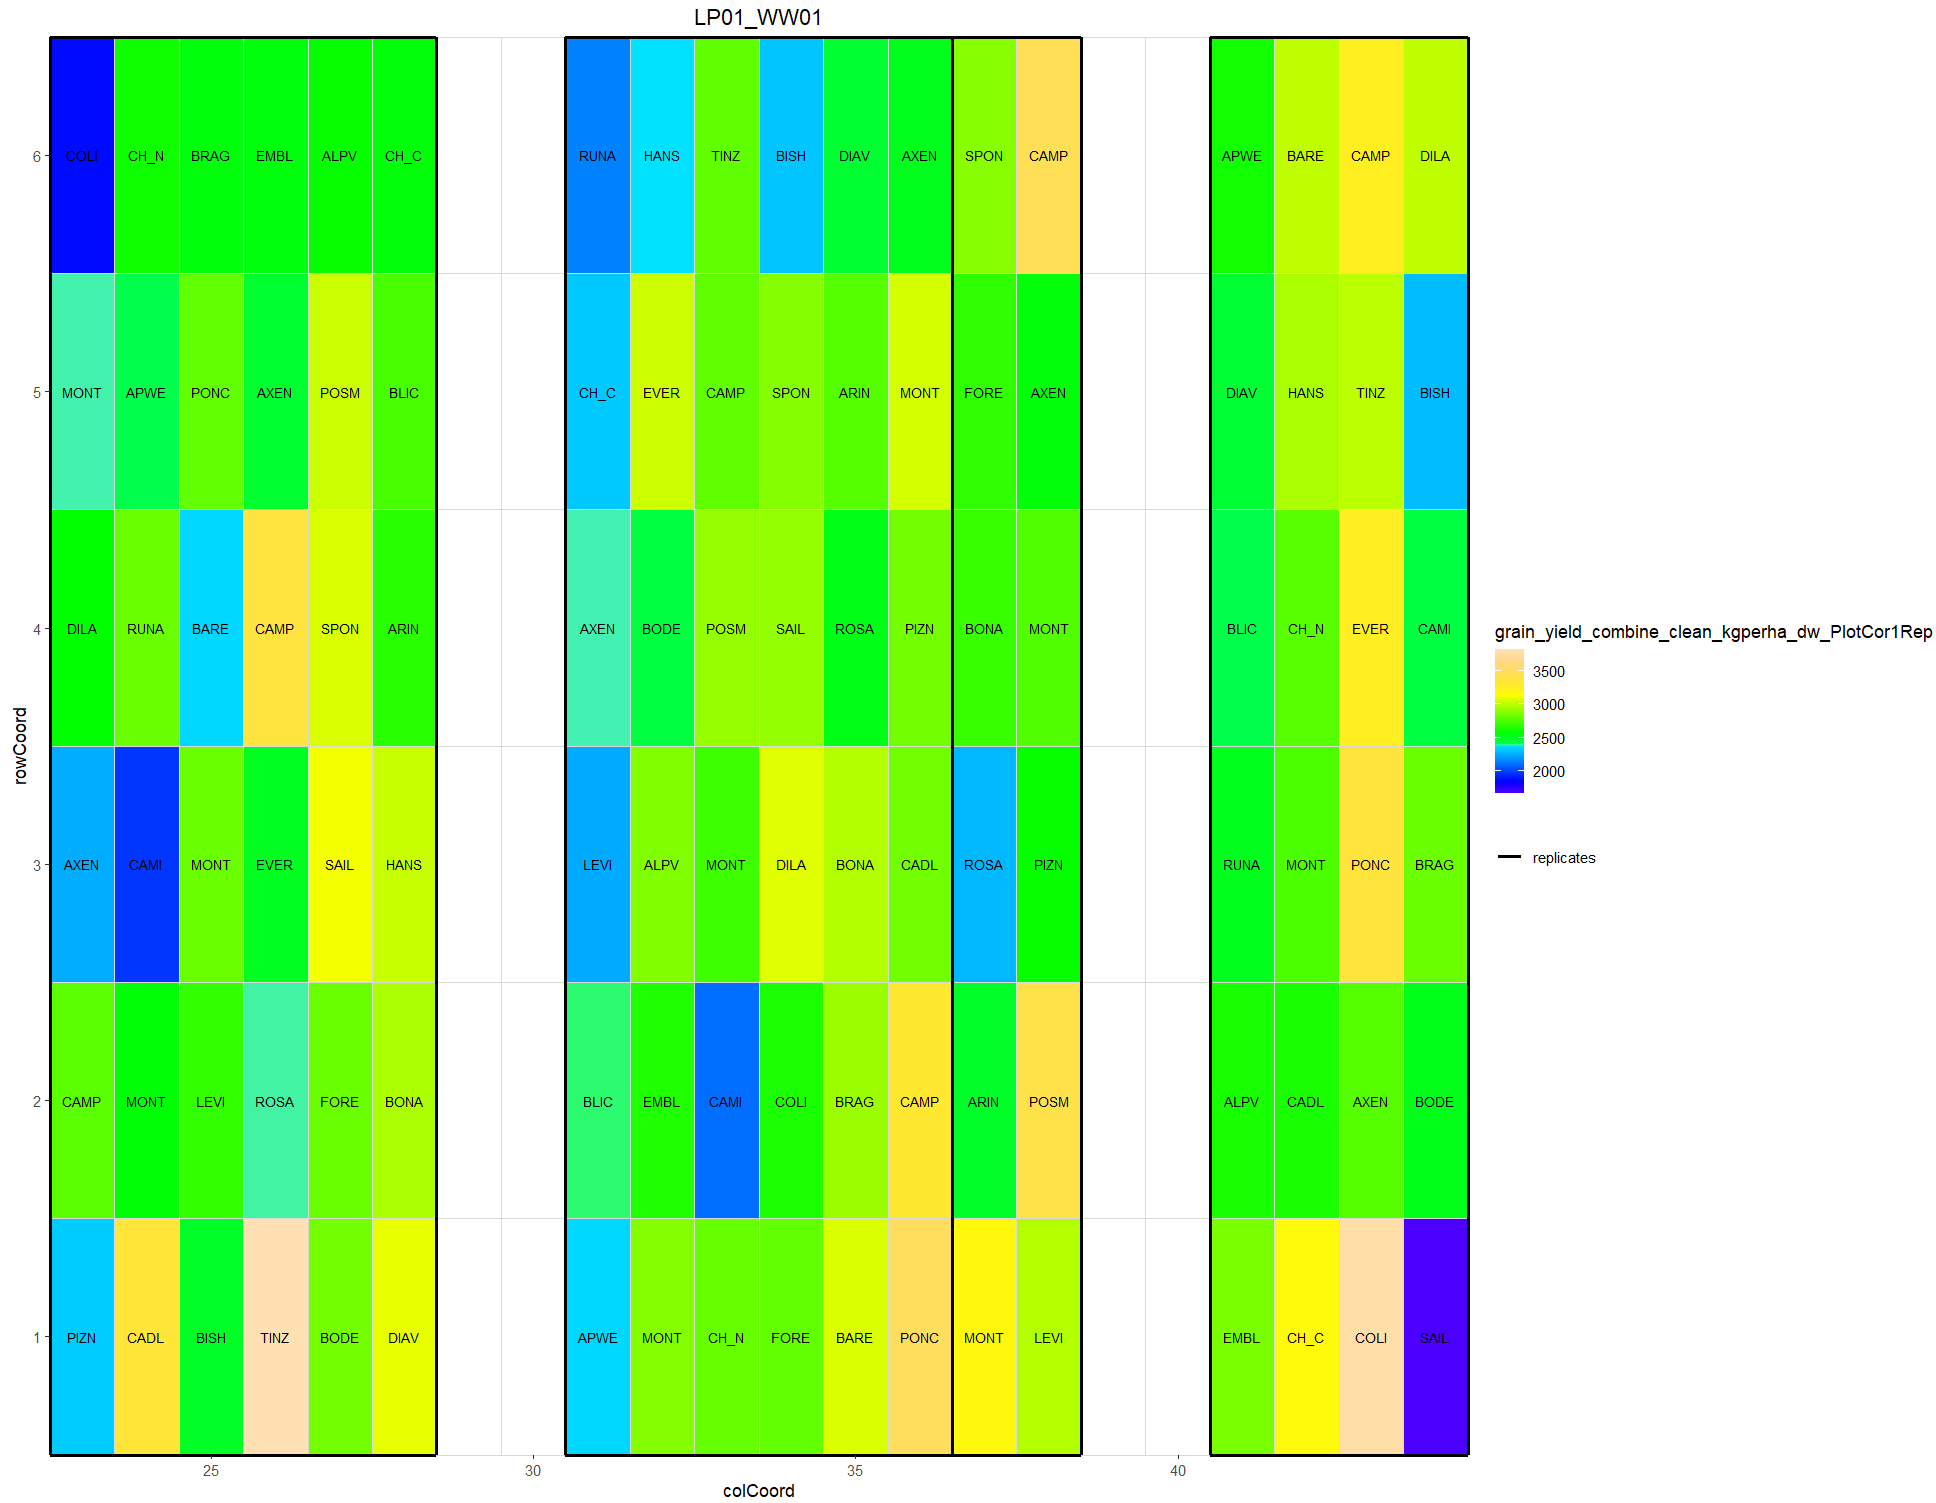 LP01_WW01
6 COLI CH_N BRAG EMBL ALPV CH_C RUNA HANS TINZ BISH DIAV AXEN SPON CAMP APWE BARE CAMP DILA
5 MONT APWE PONC AXEN POSM BLIC CH_C EVER CAMP SPON ARIN MONT FORE AXEN DIAV HANS TINZ BISH
4 DILA RUNA BARE CAMP SPON ARIN AXEN BODE POSM SAIL ROSA PIZN BONA MONT BLIC CH_N EVER CAMI
3 AXEN CAMI MONT EVER SAIL HANS LEVI ALPV MONT DILA BONA CADL ROSA PIZN RUNA MONT PONC BRAG
2 CAMP MONT LEVI ROSA FORE BONA BLIC EMBL CAMI COLI BRAG CAMP ARIN POSM ALPV CADL AXEN BODE
1 PIZN CADL BISH TINZ BODE DIAV APWE MONT CH_N FORE BARE PONC MONT LEVI EMBL CH_C COLI SAIL
25 30 35 40
colCoord
rowCoord
grain_yield_combine_clean_kgperha_dw_PlotCor1Rep
3500
3000
2500
2000
replicates